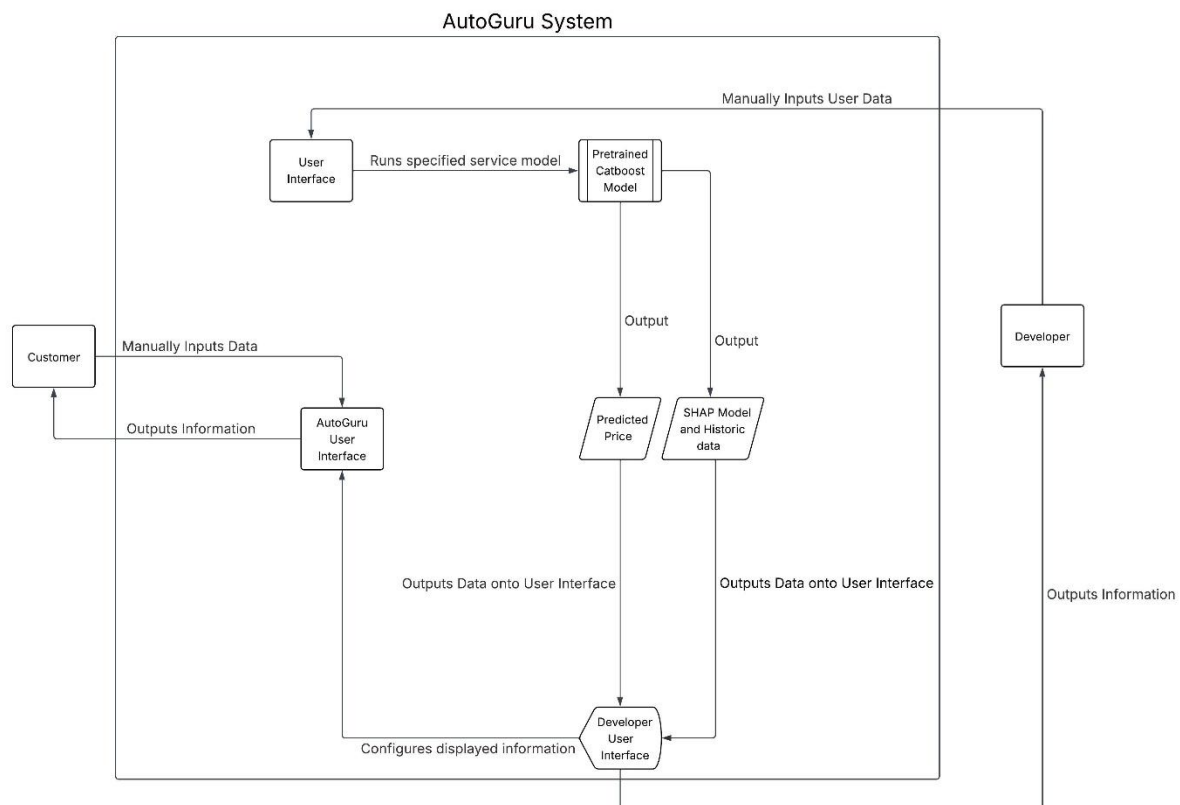 AutoGuru System
Manually Inputs User Data
User
Interface
Runs specified service model
Pretrained
Catboost
Model
Output
Output
Developer
Customer
Manually Inputs Data
Outputs Information
AutoGuru
User
Interface
Predicted
Price
SHAP Model
and Historic
data
Outputs Data onto User Interface
Outputs Data onto User Interface
Outputs Information
Configures displayed information
Developer
User
Interface